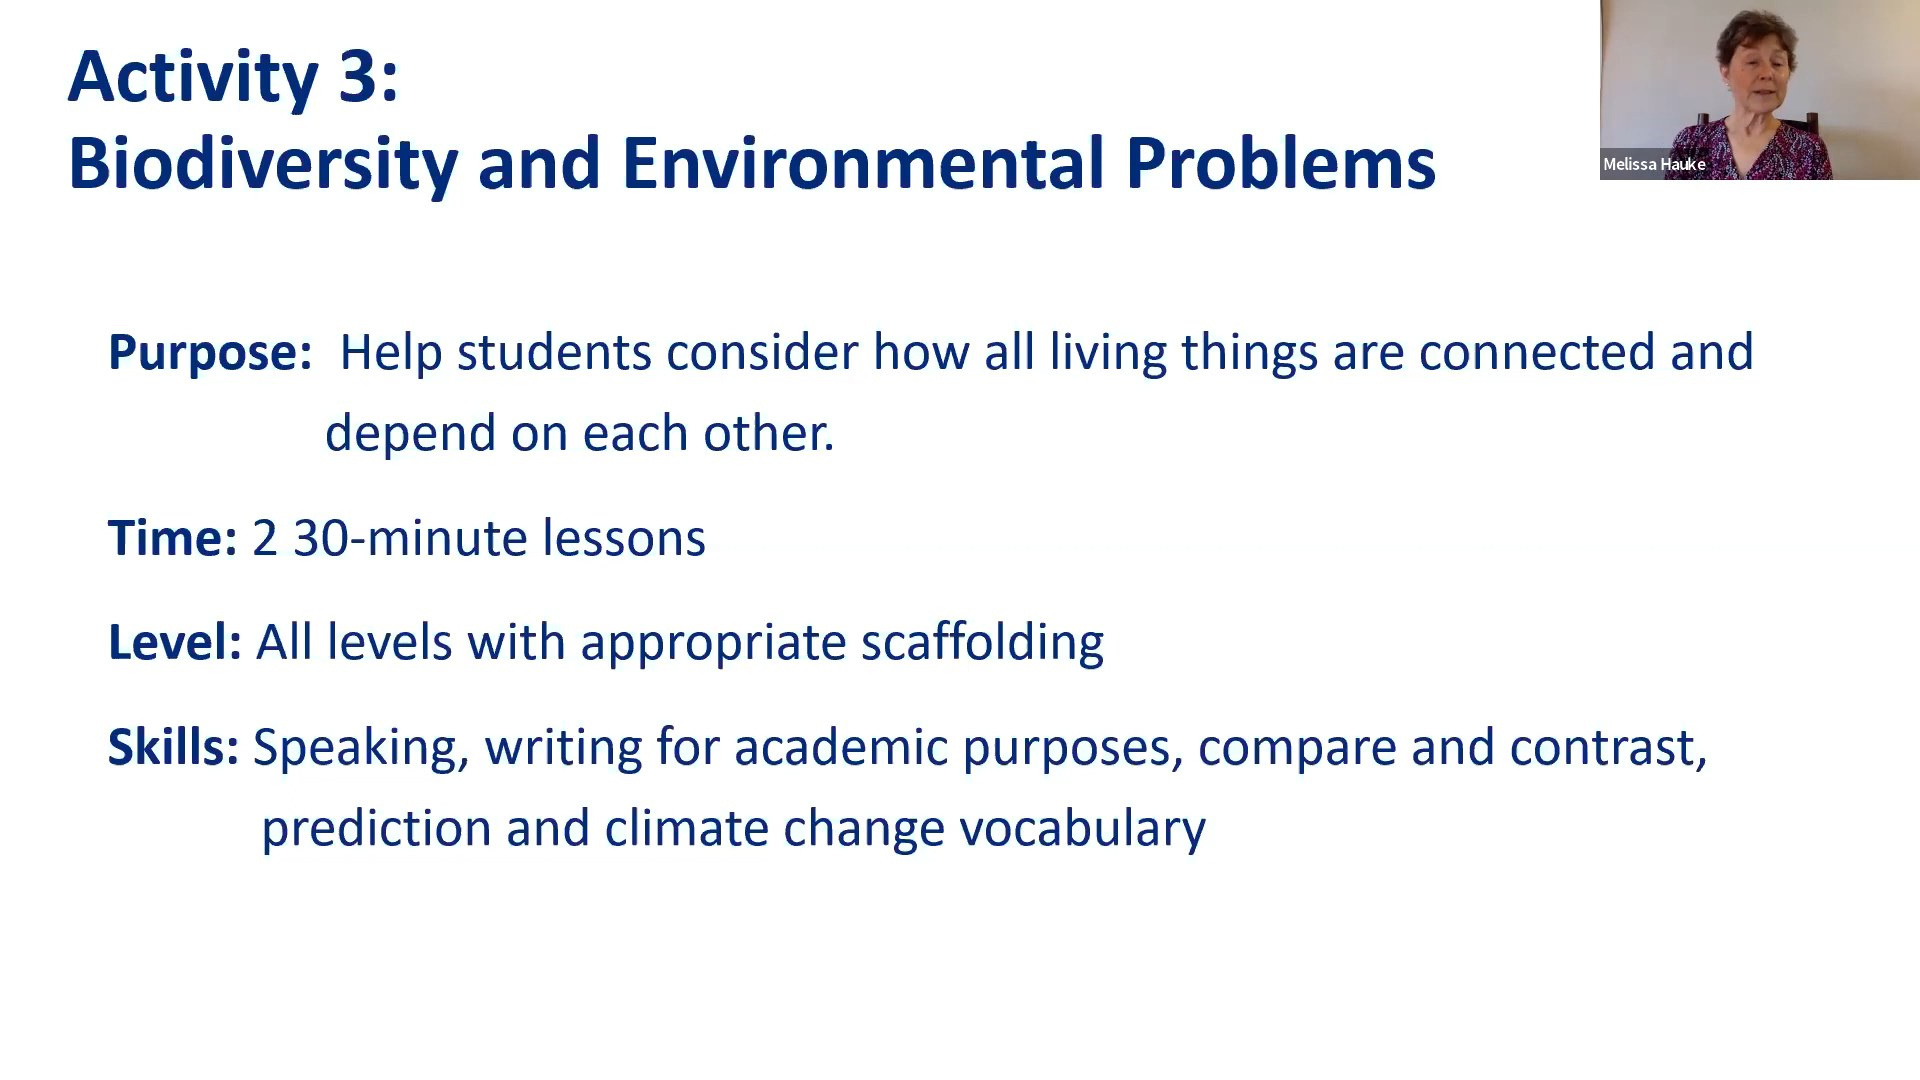 Activity 3:
Biodiversity and Environmental Problems
Melissa Hauke
Purpose: Help students consider how all living things are connected and
depend on each other.
Time: 2 30-minute lessons
Level: All levels with appropriate scaffolding
Skills: Speaking, writing for academic purposes, compare and contrast,
prediction and climate change vocabulary